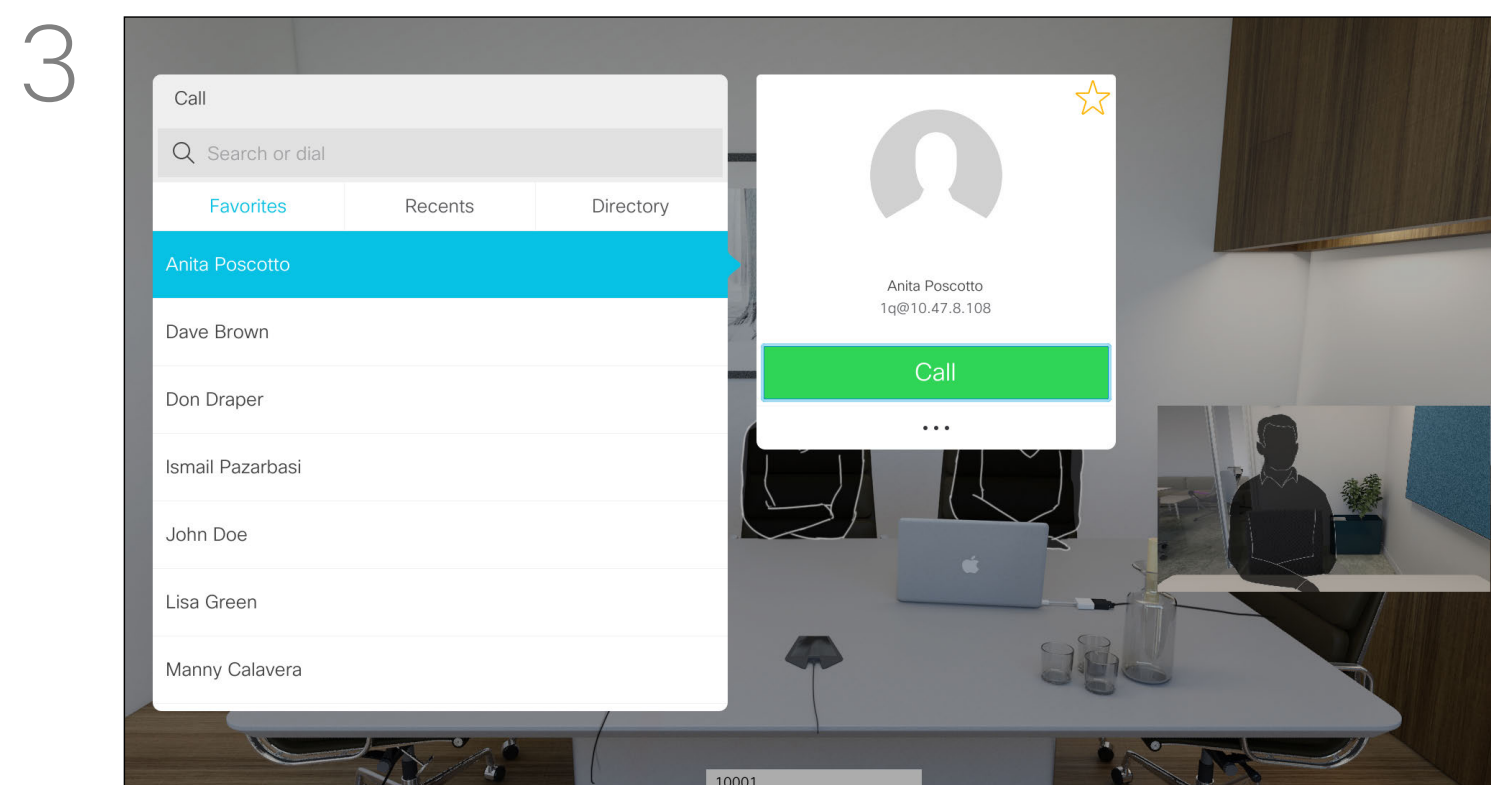 3
Call
Search or dial
Favorites Recents Directory
Anita Poscotto
Dave Brown
Don Draper
Ismail Pazarbasi
John Doe
Lisa Green
Manny Calavera
Anita Poscotto
1q@10.47.8.108
Call
...
10001